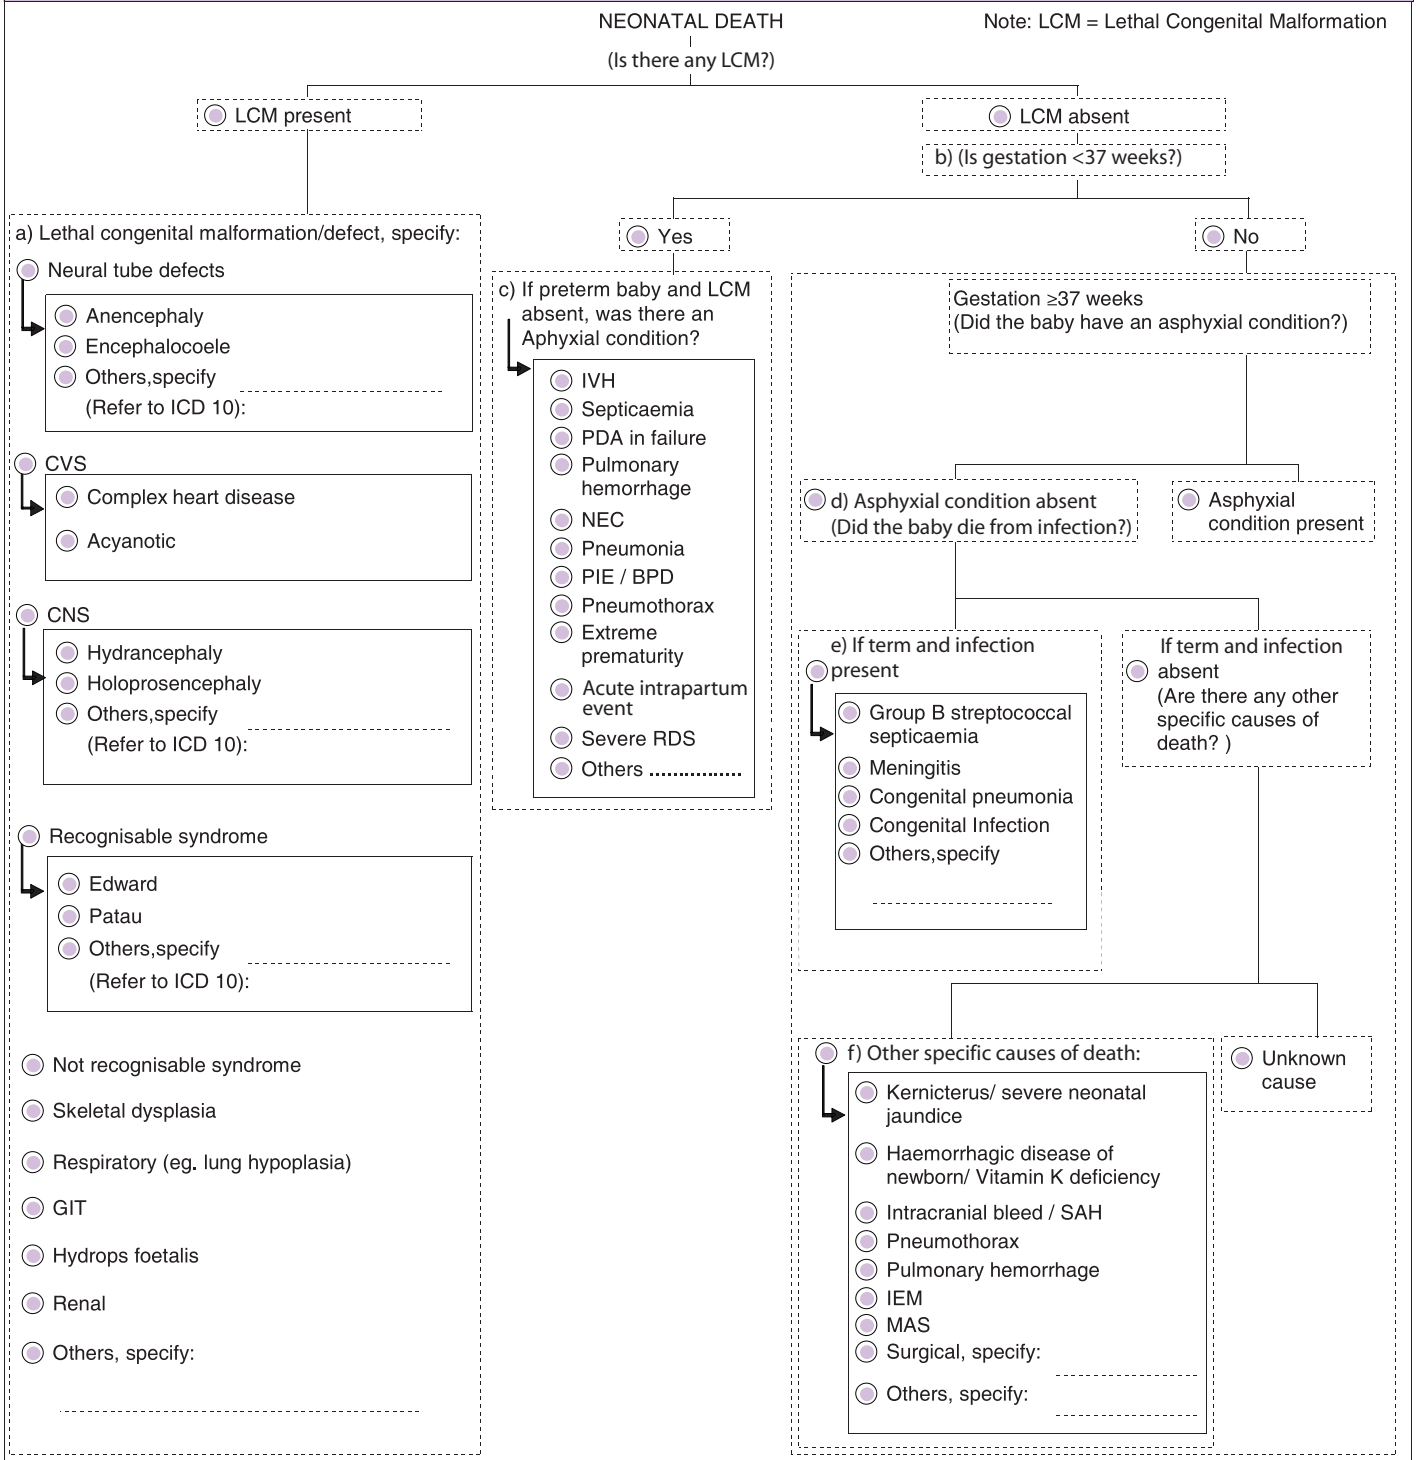 NEONATAL DEATH
Note: LCM = Lethal Congenital Malformation
(Is there any LCM?)
LCM present
LCM absent
b) (Is gestation <37 weeks?)
Yes
No
a) Lethal congenital malformation/defect, specify:
Neural tube defects
Anencephaly
Encephalocoele
Others,specify
(Refer to ICD 10):
CVS
Complex heart disease
Acyanotic
CNS
Hydrancephaly
Holoprosencephaly
Others,specify
(Refer to ICD 10):
Recognisable syndrome
Edward
Patau
Others,specify
(Refer to ICD 10):
Not recognisable syndrome
Skeletal dysplasia
Respiratory (eg. lung hypoplasia)
GIT
Hydrops foetalis
Renal
Others, specify:
c) If preterm baby and LCM
absent, was there an
Aphyxial condition?
IVH
Septicaemia
PDA in failure
Pulmonary
hemorrhage
NEC
Pneumonia
PIE / BPD
Pneumothorax
Extreme
prematurity
Acute intrapartum
event
Severe RDS
Others ................
Gestation ≥37 weeks
(Did the baby have an asphyxial condition?)
d) Asphyxial condition absent
(Did the baby die from infection?)
Asphyxial
condition present
e) If term and infection
present
Group B streptococcal
septicaemia
Meningitis
Congenital pneumonia
Congenital Infection
Others,specify
If term and infection
absent
(Are there any other
specific causes of
death? )
f) Other specific causes of death:
Kernicterus/ severe neonatal
jaundice
Haemorrhagic disease of
newborn/ Vitamin K deficiency
Intracranial bleed / SAH
Pneumothorax
Pulmonary hemorrhage
IEM
MAS
Surgical, specify:
Others, specify:
Unknown
cause